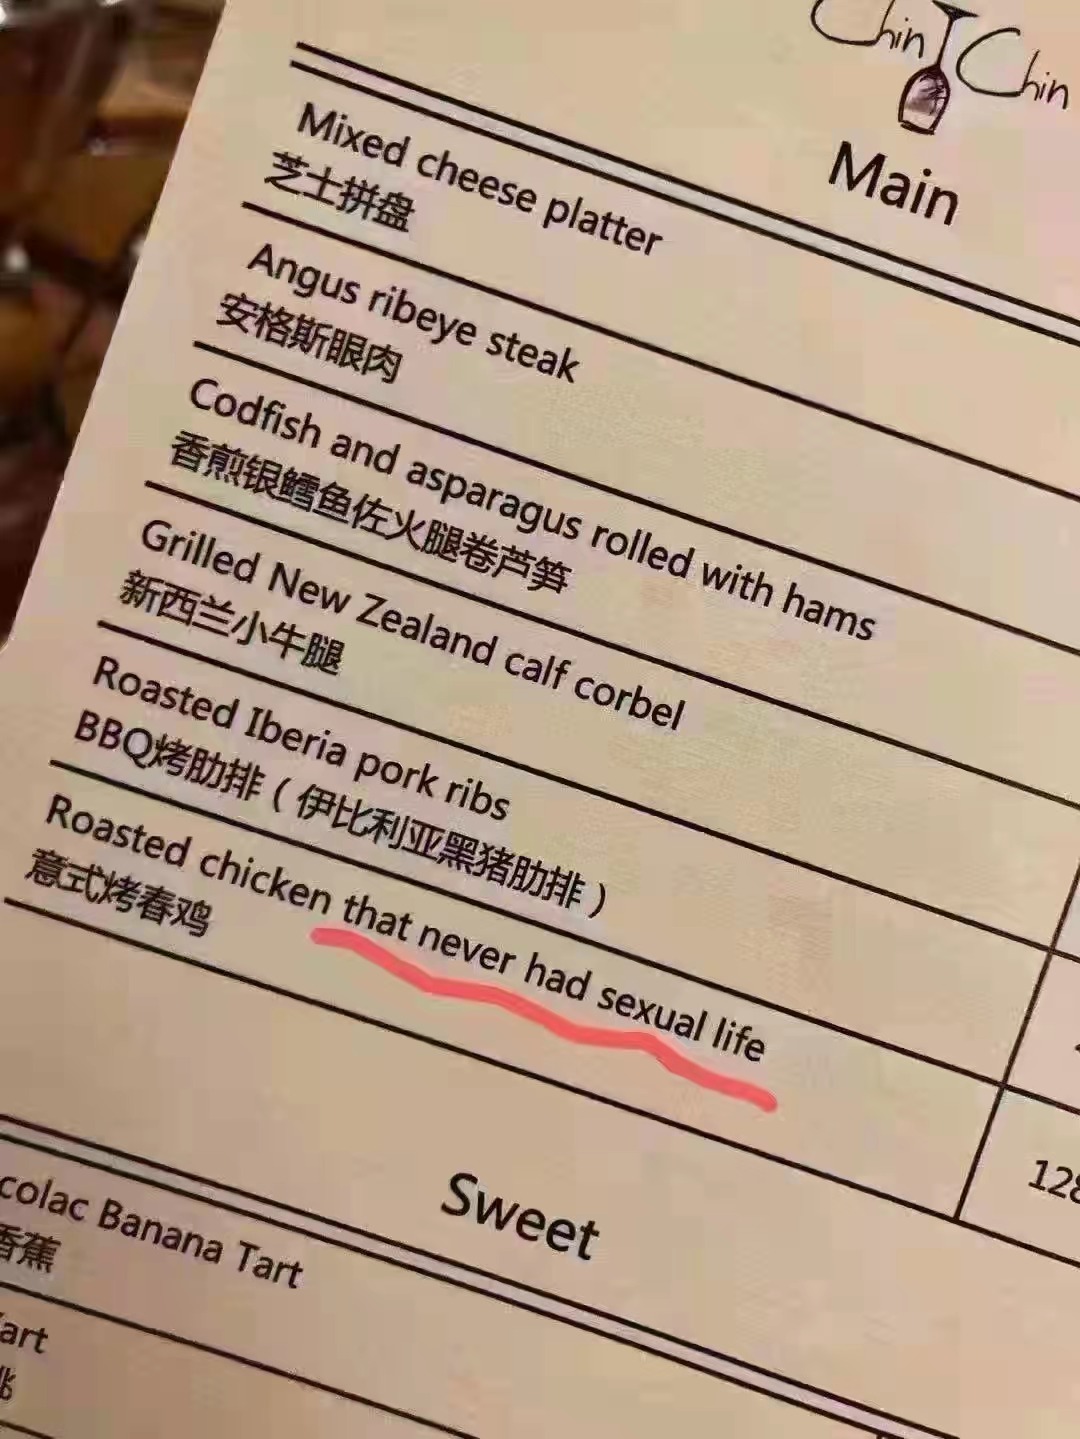 Chin Chin
Main
Mixed cheese platter
芝士拼盘
Angus ribeye steak
安格斯眼肉
Codfish and asparagus rolled with hams
香煎银鳕鱼佐火腿卷芦笋
Grilled New Zealand calf corbel
新西兰小牛腿
Roasted Iberia pork ribs
BBQ烤肋排（伊比利亚黑猪肋排）
Roasted chicken that never had sexual life
意式烤春鸡
128
Sweet
colac Banana Tart
香蕉
art